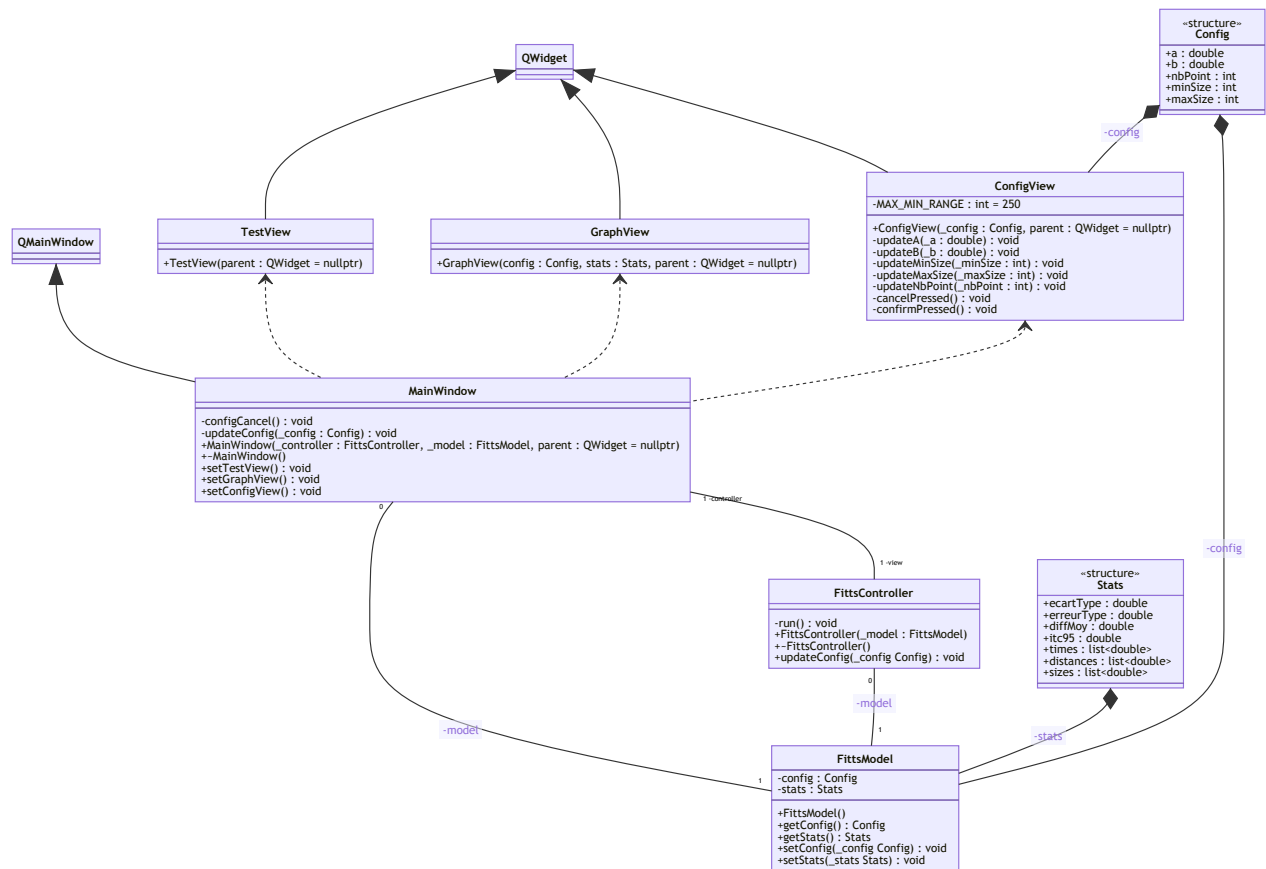 «structure»
Config
+a : double
+b : double
+nbPoint : int
+minSize : int
+maxSize : int
QWidget
-config
ConfigView
-MAX_MIN_RANGE : int = 250
+ConfigView(_config : Config, parent : QWidget = nullptr)
-updateA(_a : double) : void
-updateB(_b : double) : void
-updateMinSize(_minSize : int) : void
-updateMaxSize(_maxSize : int) : void
-updateNbPoint(_nbPoint : int) : void
-cancelPressed() : void
-confirmPressed() : void
QMainWindow
TestView
+TestView(parent : QWidget = nullptr)
GraphView
+GraphView(config : Config, stats : Stats, parent : QWidget = nullptr)
MainWindow
-configCancel() : void
-updateConfig(_config : Config) : void
+MainWindow(_controller : FittsController, _model : FittsModel, parent : QWidget = nullptr)
+~MainWindow()
+setTestView() : void
+setGraphView() : void
+setConfigView() : void
0
1 -controller
1 -view
-config
FittsController
-run() : void
+FittsController(_model : FittsModel)
+~FittsController()
+updateConfig(_config Config) : void
«structure»
Stats
+ecartType : double
+erreurType : double
+diffMoy : double
+itc95 : double
+times : list<double>
+distances : list<double>
+sizes : list<double>
0
-model
1
-model
1
-stats
FittsModel
-config : Config
-stats : Stats
+FittsModel()
+getConfig() : Config
+getStats() : Stats
+setConfig(_config Config) : void
+setStats(_stats Stats) : void